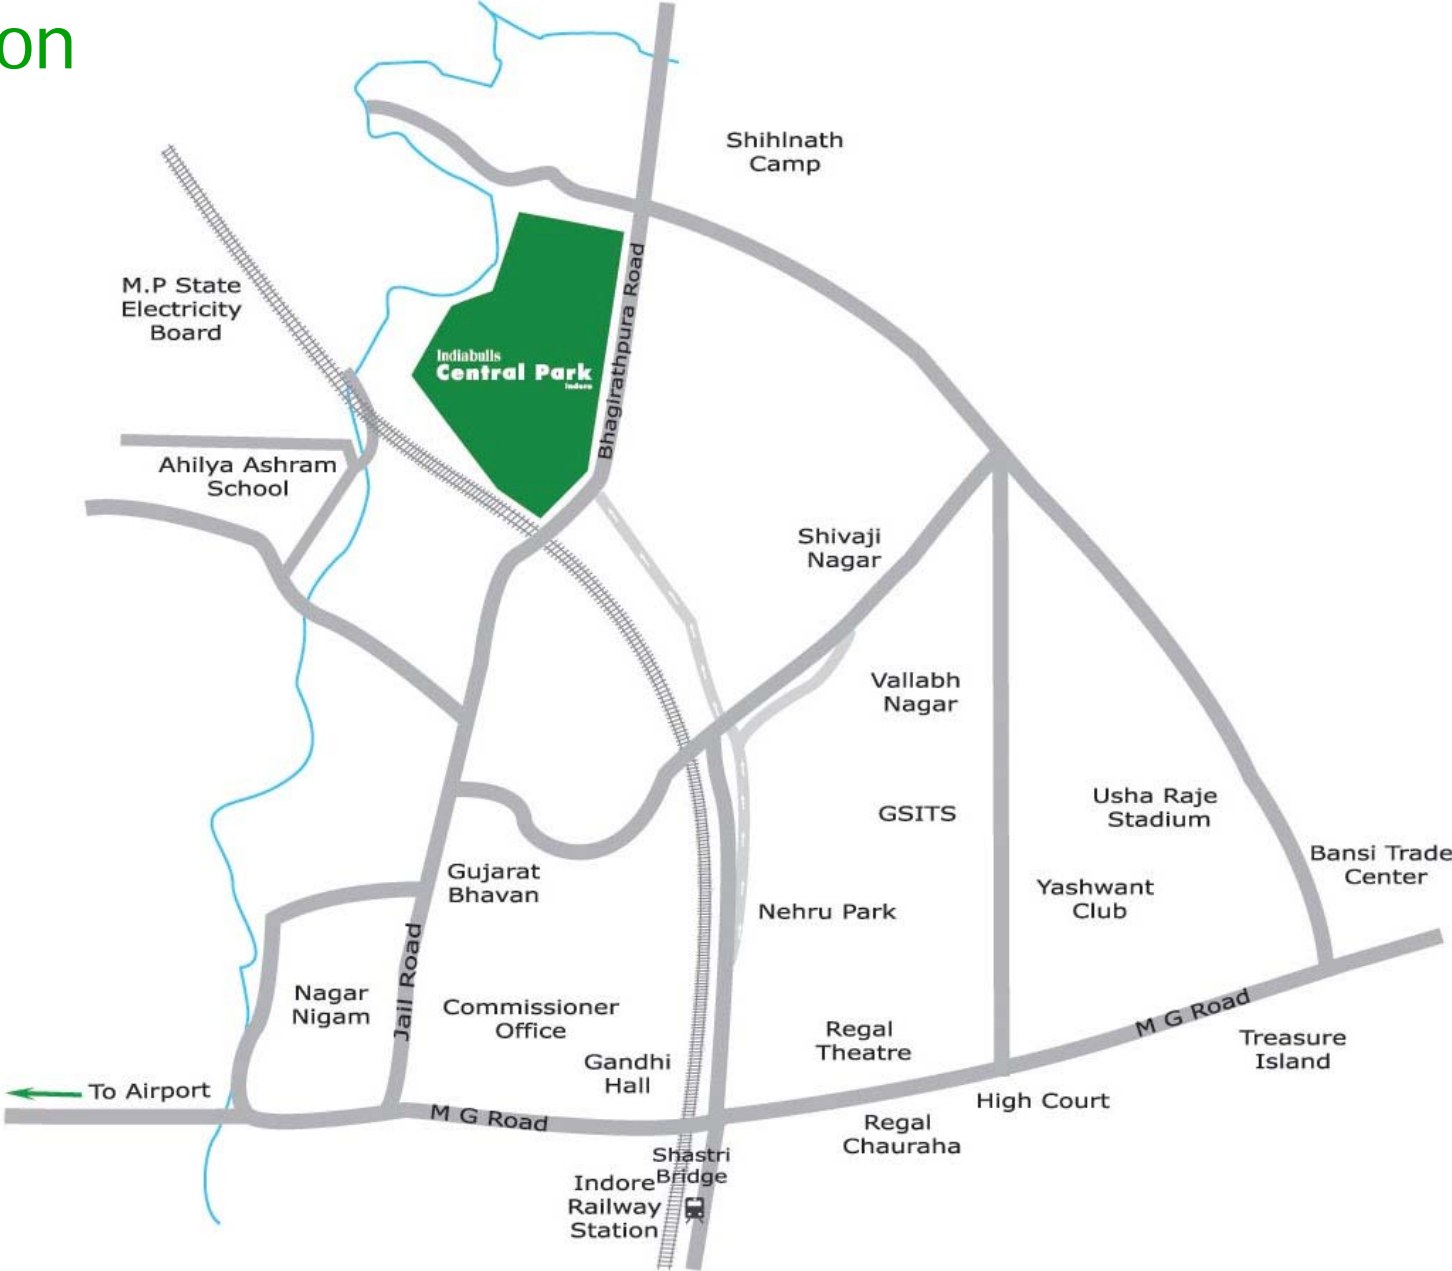 on
Shihlnath
Camp
M.P State
Electricity
Board
Bhagirathpura Road
Indiabulls
Central Park
Indore
Ahilya Ashram
School
Shivaji
Nagar
Vallabh
Nagar
GSITS
Usha Raje
Stadium
Bansi Trade
Center
Gujarat
Bhavan
Yashwant
Club
Nehru Park
Jail Road
Nagar
Nigam
Commissioner
Office
Gandhi
Hall
Regal
Theatre
M G Road
Treasure
Island
To Airport
M G Road
High Court
Regal
Chauraha
Shastri
Bridge
Indore
Railway
Station